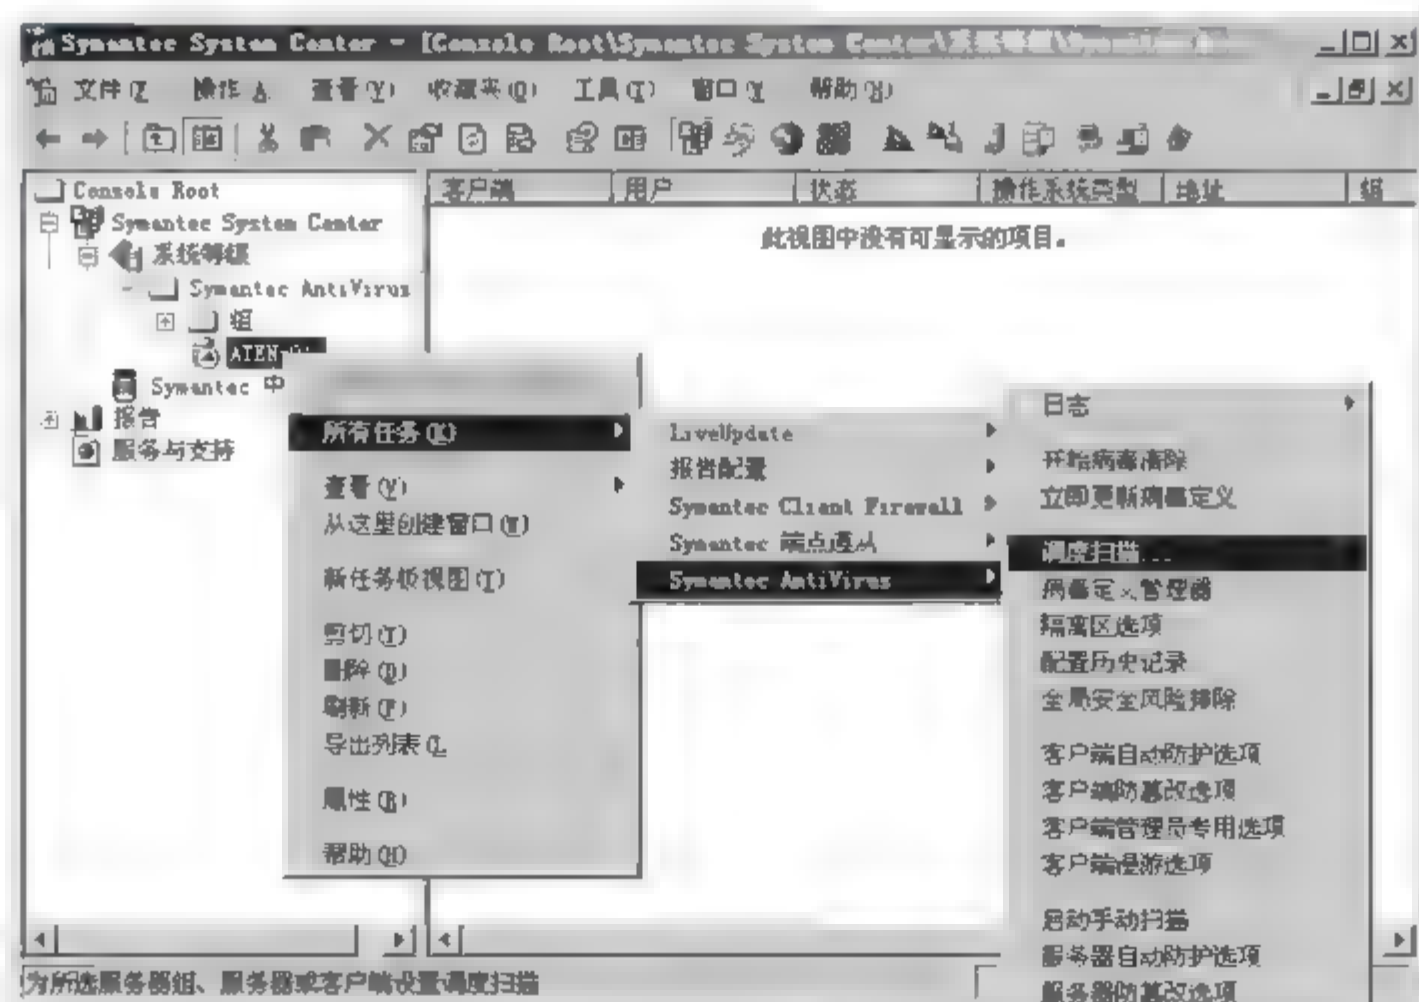 Symantec System Center - [Console Root\Symantec System Center\系统等级\
文件(F) 操作(A) 查看(V) 收藏夹(O) 工具(T) 窗口(W) 帮助(H)
Console Root
客户端 用户 状态 操作系统类型 地址 组
Symantec System Center
此视图中没有可显示的项目。
系统等级
Symantec AntiVirus
组
ATEN
Symantec 中
报告
服务与支持
所有任务(K)
查看(V)
从这里创建窗口(W)
新任务板视图(T)
剪切(T)
删除(D)
刷新(F)
导出列表(L
属性(R)
帮助(H)
LiveUpdate
报告配置
Symantec Client Firewall
Symantec 端点遵从
Symantec AntiVirus
日志
开始病毒清除
立即更新病毒定义
调度扫描...
病毒定义管理器
隔离区选项
配置历史记录
全局安全风险排除
客户端自动防护选项
客户端防篡改选项
客户端管理员专用选项
客户端漫游选项
启动手动扫描
服务器自动防护选项
服务器防篡改选项
为所选服务器组、服务器或客户端设置调度扫描